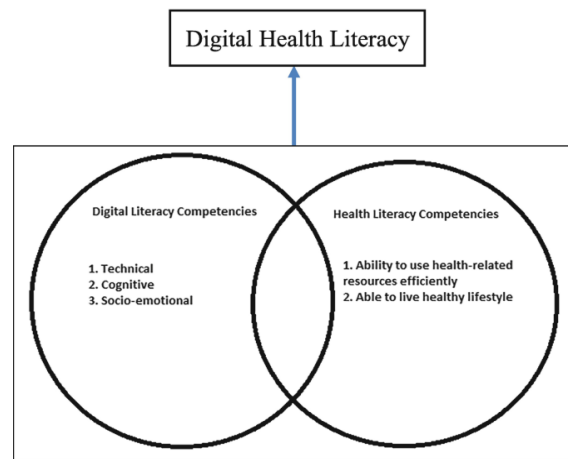 Digital Health Literacy
Digital Literacy Competencies
1. Technical
2. Cognitive
3. Socio-emotional
Health Literacy Competencies
1. Ability to use health-related
resources efficiently
2. Able to live healthy lifestyle